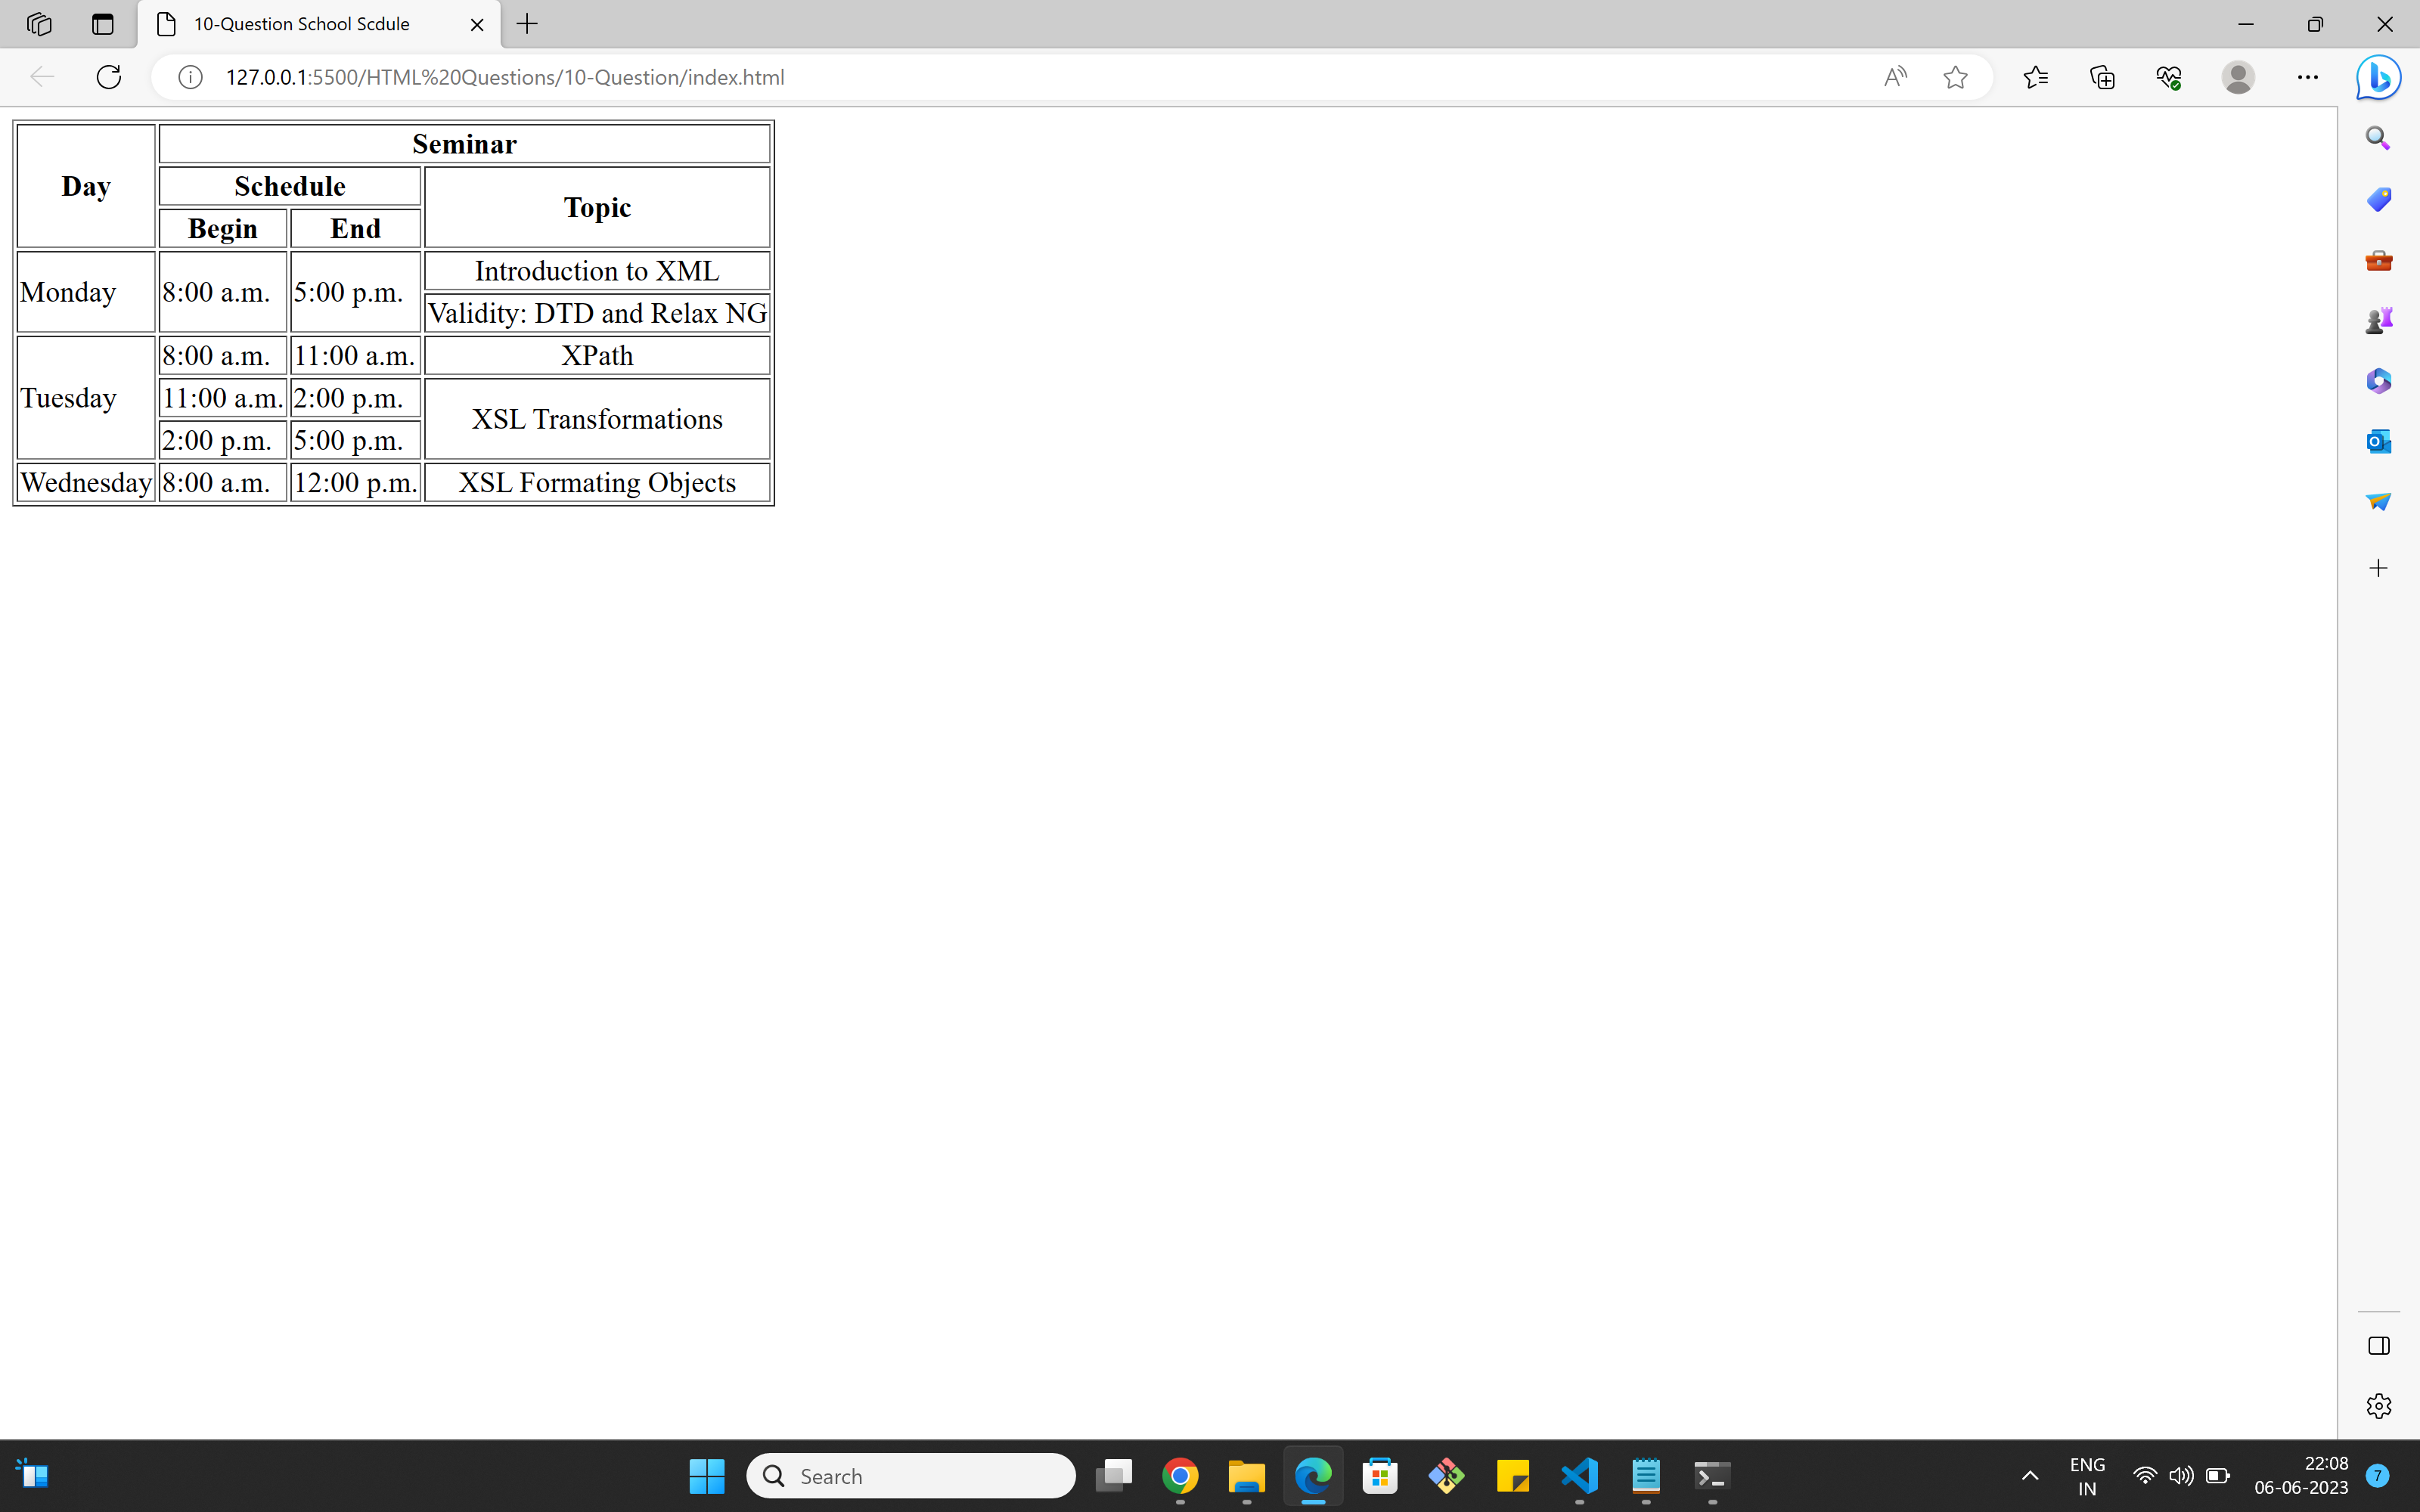 10-Question School Scdule
127.0.0.1:5500/HTML%20Questions/10-Question/index.html
Day
Seminar
Schedule
Topic
Begin End
Monday 8:00 a.m. 5:00 p.m. Introduction to XML
Validity: DTD and Relax NG
Tuesday 8:00 a.m. 11:00 a.m. XPath
11:00 a.m. 2:00 p.m. XSL Transformations
2:00 p.m. 5:00 p.m.
Wednesday 8:00 a.m. 12:00 p.m. XSL Formating Objects
Search
ENG
IN
22:08
06-06-2023
7